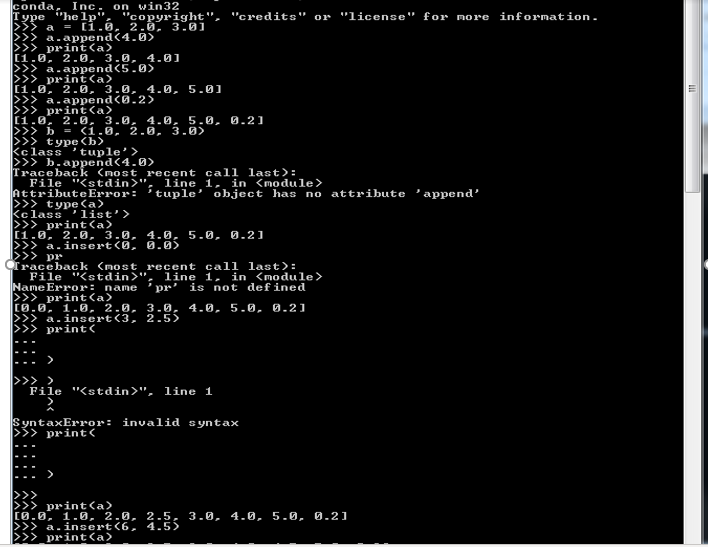 conda, Inc. on win32
Type "help", "copyright", "credits" or "license" for more information.
>>> a = [1.0, 2.0, 3.0]
>>> a.append(4.0)
>>> print(a)
[1.0, 2.0, 3.0, 4.0]
>>> a.append(5.0)
>>> print(a)
[1.0, 2.0, 3.0, 4.0, 5.0]
>>> a.append(0.2)
>>> print(a)
[1.0, 2.0, 3.0, 4.0, 5.0, 0.2]
>>> b = (1.0, 2.0, 3.0)
>>> type(b)
<class 'tuple'>
>>> b.append(4.0)
Traceback (most recent call last):
  File "<stdin>", line 1, in <module>
AttributeError: 'tuple' object has no attribute 'append'
>>> type(a)
<class 'list'>
>>> print(a)
[1.0, 2.0, 3.0, 4.0, 5.0, 0.2]
>>> a.insert(0, 0.0)
>>> pr
Traceback (most recent call last):
  File "<stdin>", line 1, in <module>
NameError: name 'pr' is not defined
>>> print(a)
[0.0, 1.0, 2.0, 3.0, 4.0, 5.0, 0.2]
>>> a.insert(3, 2.5)
>>> print(
...
...
... )

>>> )
  File "<stdin>", line 1
    )
    ^
SyntaxError: invalid syntax
>>> print(
...
...
...
... )

>>>
>>> print(a)
[0.0, 1.0, 2.0, 2.5, 3.0, 4.0, 5.0, 0.2]
>>> a.insert(6, 4.5)
>>> print(a)